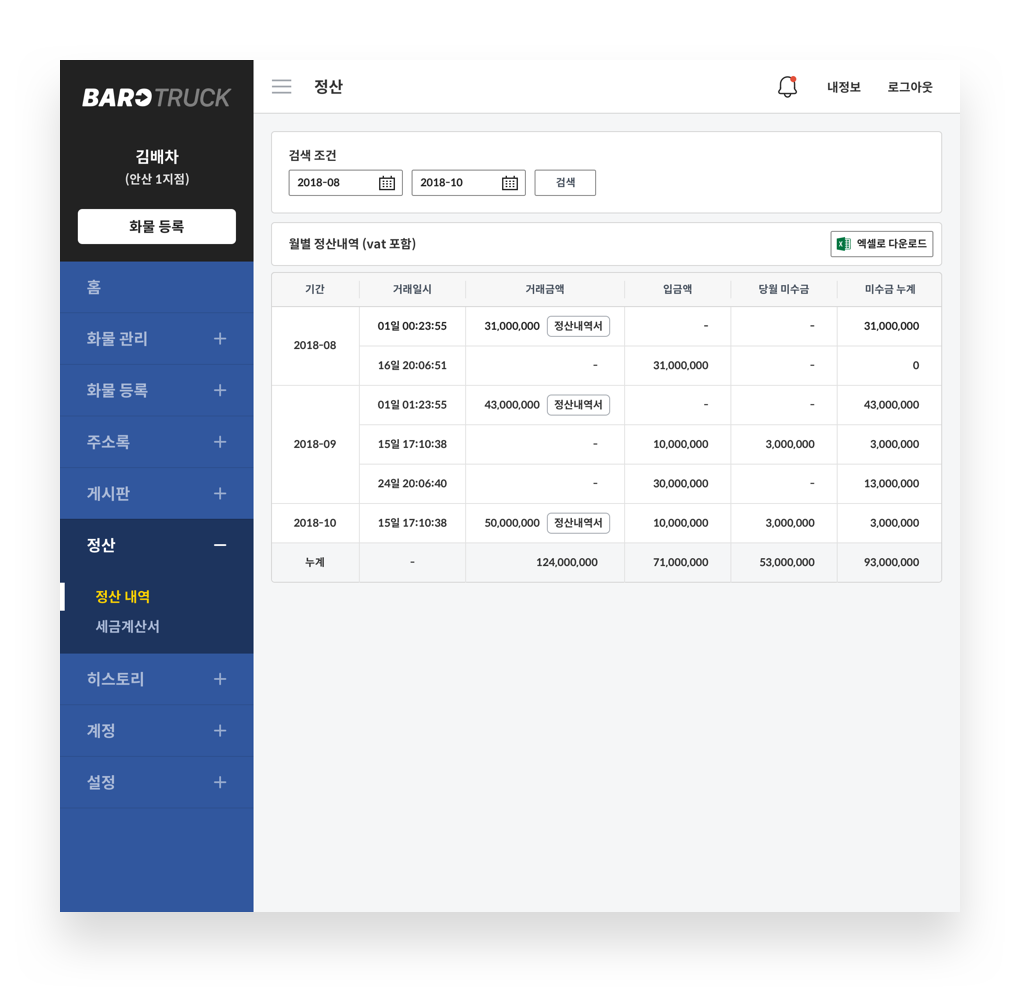 BAROTRUCK
김배차
(안산 1지점)
화물 등록
홈
화물 관리
화물 등록
주소록
게시판
정산
정산 내역
세금계산서
히스토리
계정
설정
정산
내정보
로그아웃
검색 조건
2018-08 2018-10 검색
월별 정산내역 (vat 포함) 엑셀로 다운로드
기간 거래일시 거래금액 입금액 당월 미수금 미수금 누계
2018-08
01일 00:23:55 31,000,000 정산내역서 - - 31,000,000
16일 20:06:51 - 31,000,000 - 0
2018-09
01일 01:23:55 43,000,000 정산내역서 - - 43,000,000
15일 17:10:38 - 10,000,000 3,000,000 3,000,000
24일 20:06:40 - 30,000,000 - 13,000,000
2018-10 15일 17:10:38 50,000,000 정산내역서 10,000,000 3,000,000 3,000,000
누계 - 124,000,000 71,000,000 53,000,000 93,000,000